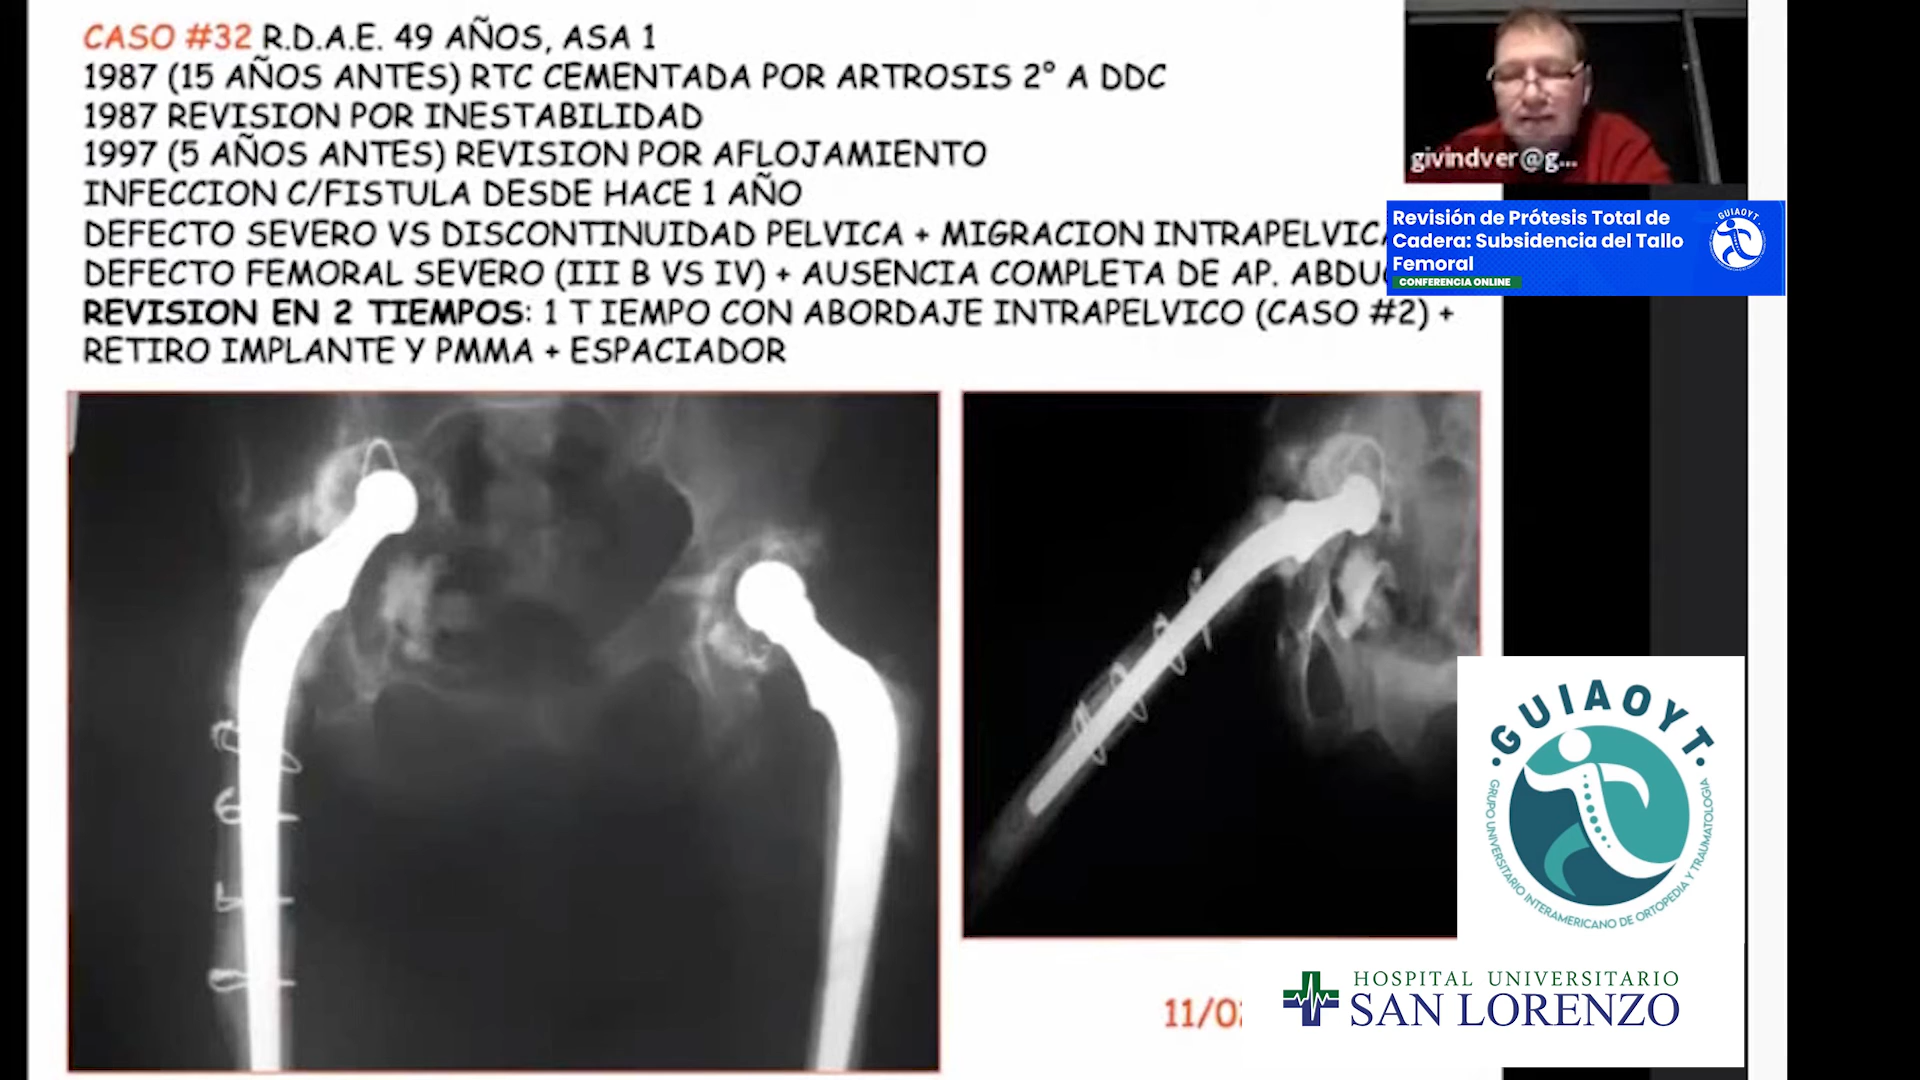 CASO #32 R.D.A.E. 49 AÑOS, ASA 1
1987 (15 AÑOS ANTES) RTC CEMENTADA POR ARTROSIS 2° A DDC
1987 REVISION POR INESTABILIDAD
1997 (5 AÑOS ANTES) REVISION POR AFLOJAMIENTO
INFECCION C/FISTULA DESDE HACE 1 AÑO
DEFECTO SEVERO VS DISCONTINUIDAD PELVICA + MIGRACION INTRAPELVICA
DEFECTO FEMORAL SEVERO (III B VS IV) + AUSENCIA COMPLETA DE AP.
REVISION EN 2 TIEMPOS: 1 T IEMPO CON ABORDAJE INTRAPELVICO (CASO #2) +
RETIRO IMPLANTE Y PMMA + ESPACIADOR
givindver@g...
Revisión de Prótesis Total de
Cadera: Subsidencia del Tallo
Femoral
CONFERENCIA ONLINE
GUIAOYT
·GUIAOYT·
GRUPO UNIVERSITARIO INTERAMERICANO DE ORTOPEDIA Y TRAUMATOLOGIA
11/0
HOSPITAL UNIVERSITARIO
SAN LORENZO